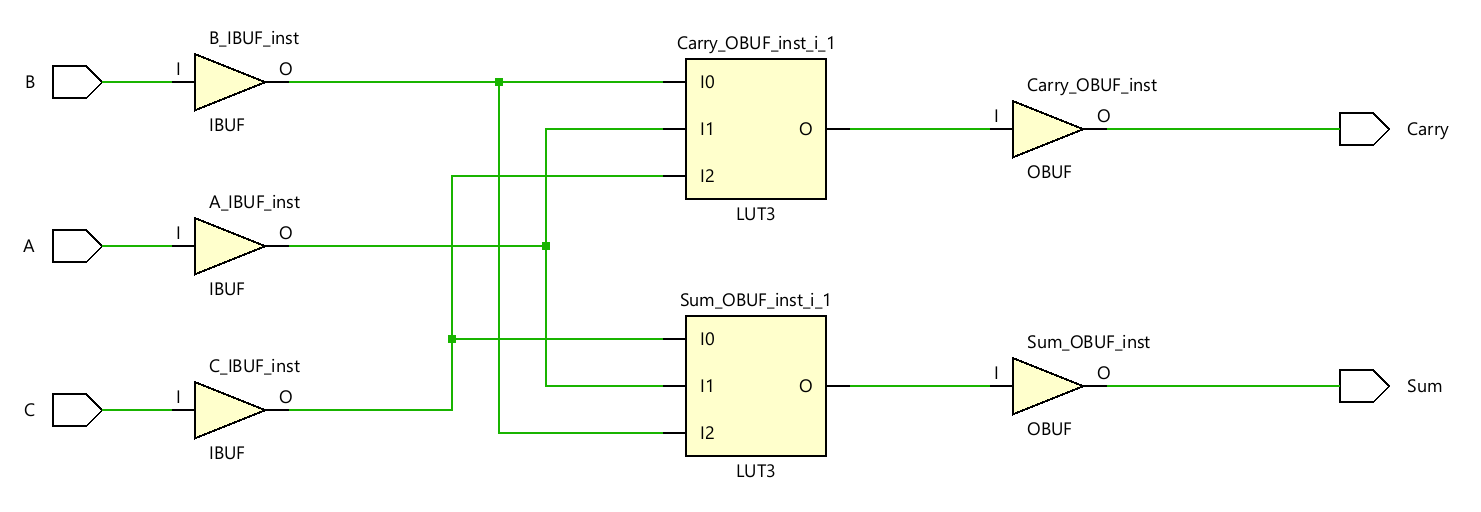 B_IBUF_inst
B
I
O
IBUF
A_IBUF_inst
A
I
O
IBUF
C_IBUF_inst
C
I
O
IBUF
Carry_OBUF_inst_i_1
I0
I1
I2
O
LUT3
Sum_OBUF_inst_i_1
I0
I1
I2
O
LUT3
Carry_OBUF_inst
I
O
OBUF
Carry
Sum_OBUF_inst
I
O
OBUF
Sum